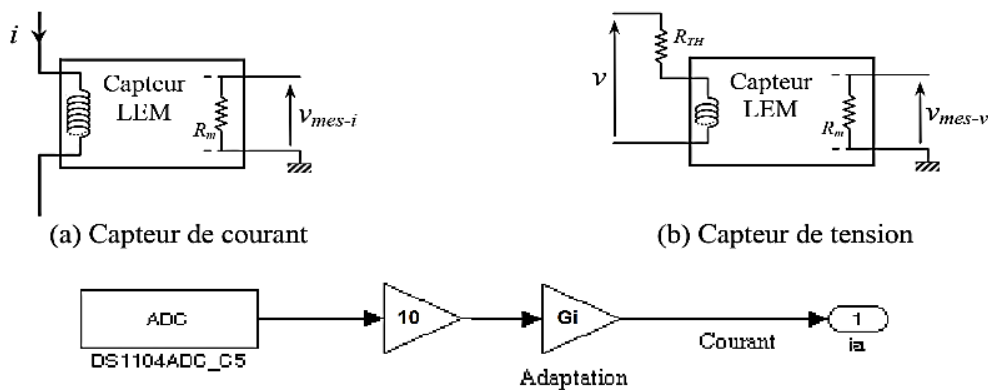 i
Capteur
LEM
R_m
v_mes-i
(a) Capteur de courant
v
R_TH
Capteur
LEM
R_m
v_mes-v
(b) Capteur de tension
ADC
DS1104ADC_C5
10
Gi
Adaptation
Courant
1
ia